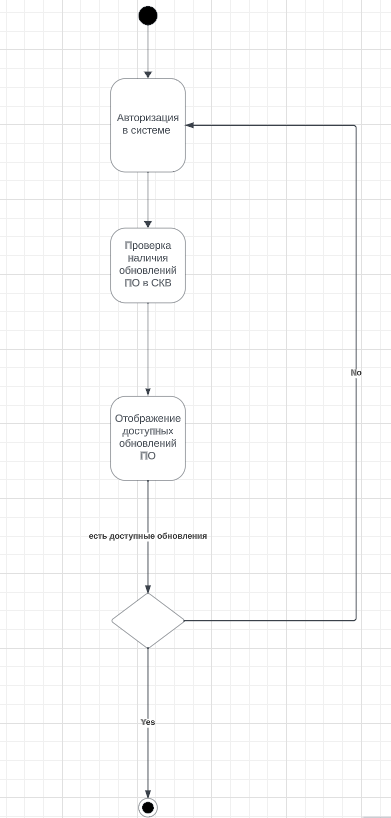 Авторизация
в системе
Проверка
наличия
обновлений
ПО в СКВ
No
Отображение
доступных
обновлений
ПО
есть доступные обновления
Yes